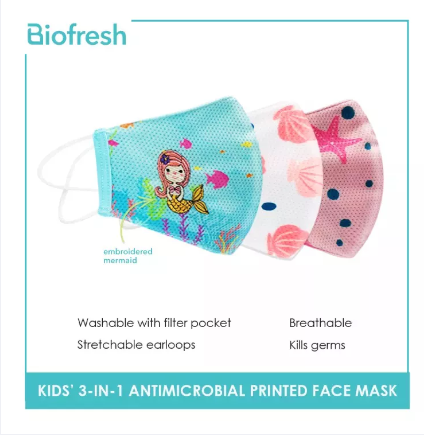 Biofresh
embroidered
mermaid
Washable with filter pocket
Breathable
Stretchable earloops
Kills germs
KIDS' 3-IN-1 ANTIMICROBIAL PRINTED FACE MASK